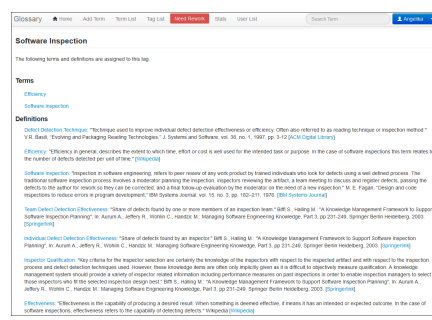 Glossary Home Add Term Term List Tag List Need Rework Stats User List Search Term Angelika
Software Inspection
The following terms and definitions are assigned to this tag.
Terms
Efficiency
Software Inspection
Definitions
Defect Detection Technique: "Technique used to improve individual defect detection effectiveness or efficiency. Often also referred to as reading technique or inspection method."
V.R. Basili, "Evolving and Packaging Reading Technologies," J. Systems and Software, vol. 38, no. 1, 1997, pp. 3-12 [ACM Digital Library]
Efficiency: "Efficiency in general, describes the extent to which time, effort or cost is well used for the intended task or purpose. In the case of software inspections this term relates to
the number of defects detected per unit of time." [Wikipedia]
Software Inspection: "Inspection in software engineering, refers to peer review of any work product by trained individuals who look for defects using a well defined process. The
traditional software inspection process involves a moderator planning the inspection, inspectors reviewing the artifact, a team meeting to discuss and register defects, passing the
defects to the author for rework so they can be corrected, and a final follow-up evaluation by the moderator on the need of a new inspection." M. E. Fagan. "Design and code
inspections to reduce errors in program development," IBM Systems Journal, vol. 15, no. 3, pp. 182–211, 1976. [IBM Systems Journal]
Team Defect Detection Effectiveness: "Share of defects found by one or more members of an inspection team." Biffl S., Halling M.: "A Knowledge Management Framework to Support
Software Inspection Planning", In: Aurum A., Jeffery R., Wohlin C., Handzic M.: Managing Software Engineering Knowledge, Part 3, pp 231-249, Springer Berlin Heidelberg, 2003.
[Springerlink]
Individual Defect Detection Effectiveness: "Share of defects found by an inspector." Biffl S., Halling M.: "A Knowledge Management Framework to Support Software Inspection
Planning", In: Aurum A., Jeffery R., Wohlin C., Handzic M.: Managing Software Engineering Knowledge, Part 3, pp 231-249, Springer Berlin Heidelberg, 2003. [Springerlink]
Inspector Qualification: "Key criteria for the inspector selection are certainly the knowledge of the inspectors with respect to the inspected artifact and with respect to the inspection
process and defect detection techniques used. However, these knowledge items are often only implicitly given as it is difficult to objectively measure qualification. A knowledge
management system should provide a variety of inspector related information including performance measures on past inspections in order to enable inspection managers to select
those inspectors who fit the selected inspection design best." Biffl S., Halling M.: "A Knowledge Management Framework to Support Software Inspection Planning", In: Aurum A.,
Jeffery R., Wohlin C., Handzic M.: Managing Software Engineering Knowledge, Part 3, pp 231-249, Springer Berlin Heidelberg, 2003. [Springerlink]
Effectiveness: "Effectiveness is the capability of producing a desired result. When something is deemed effective, it means it has an intended or expected outcome. In the case of
software inspections, effectiveness refers to the capability of detecting defects." Wikipedia [Wikipedia]